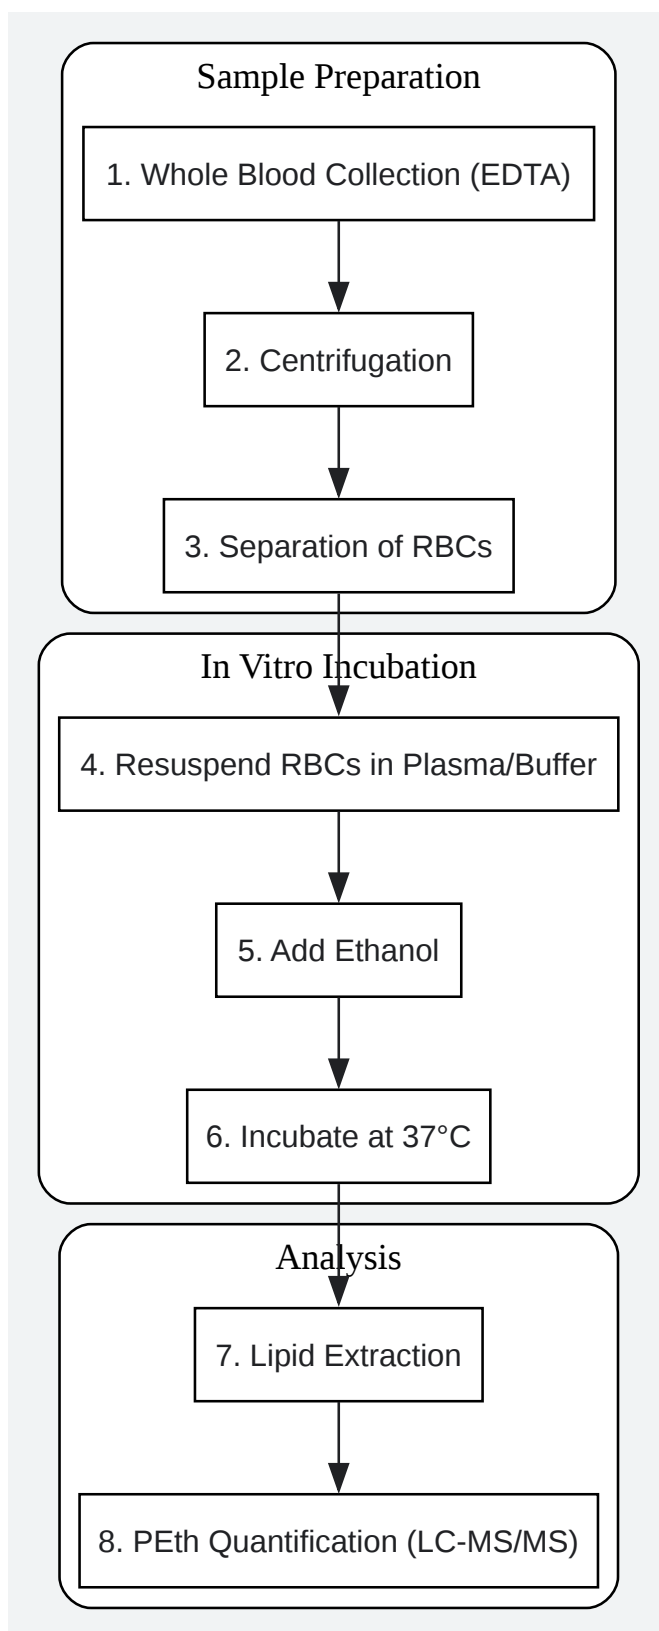 Sample Preparation
1. Whole Blood Collection (EDTA)
2. Centrifugation
3. Separation of RBCs
In Vitro Incubation
4. Resuspend RBCs in Plasma/Buffer
5. Add Ethanol
6. Incubate at 37°C
Analysis
7. Lipid Extraction
8. PEth Quantification (LC-MS/MS)